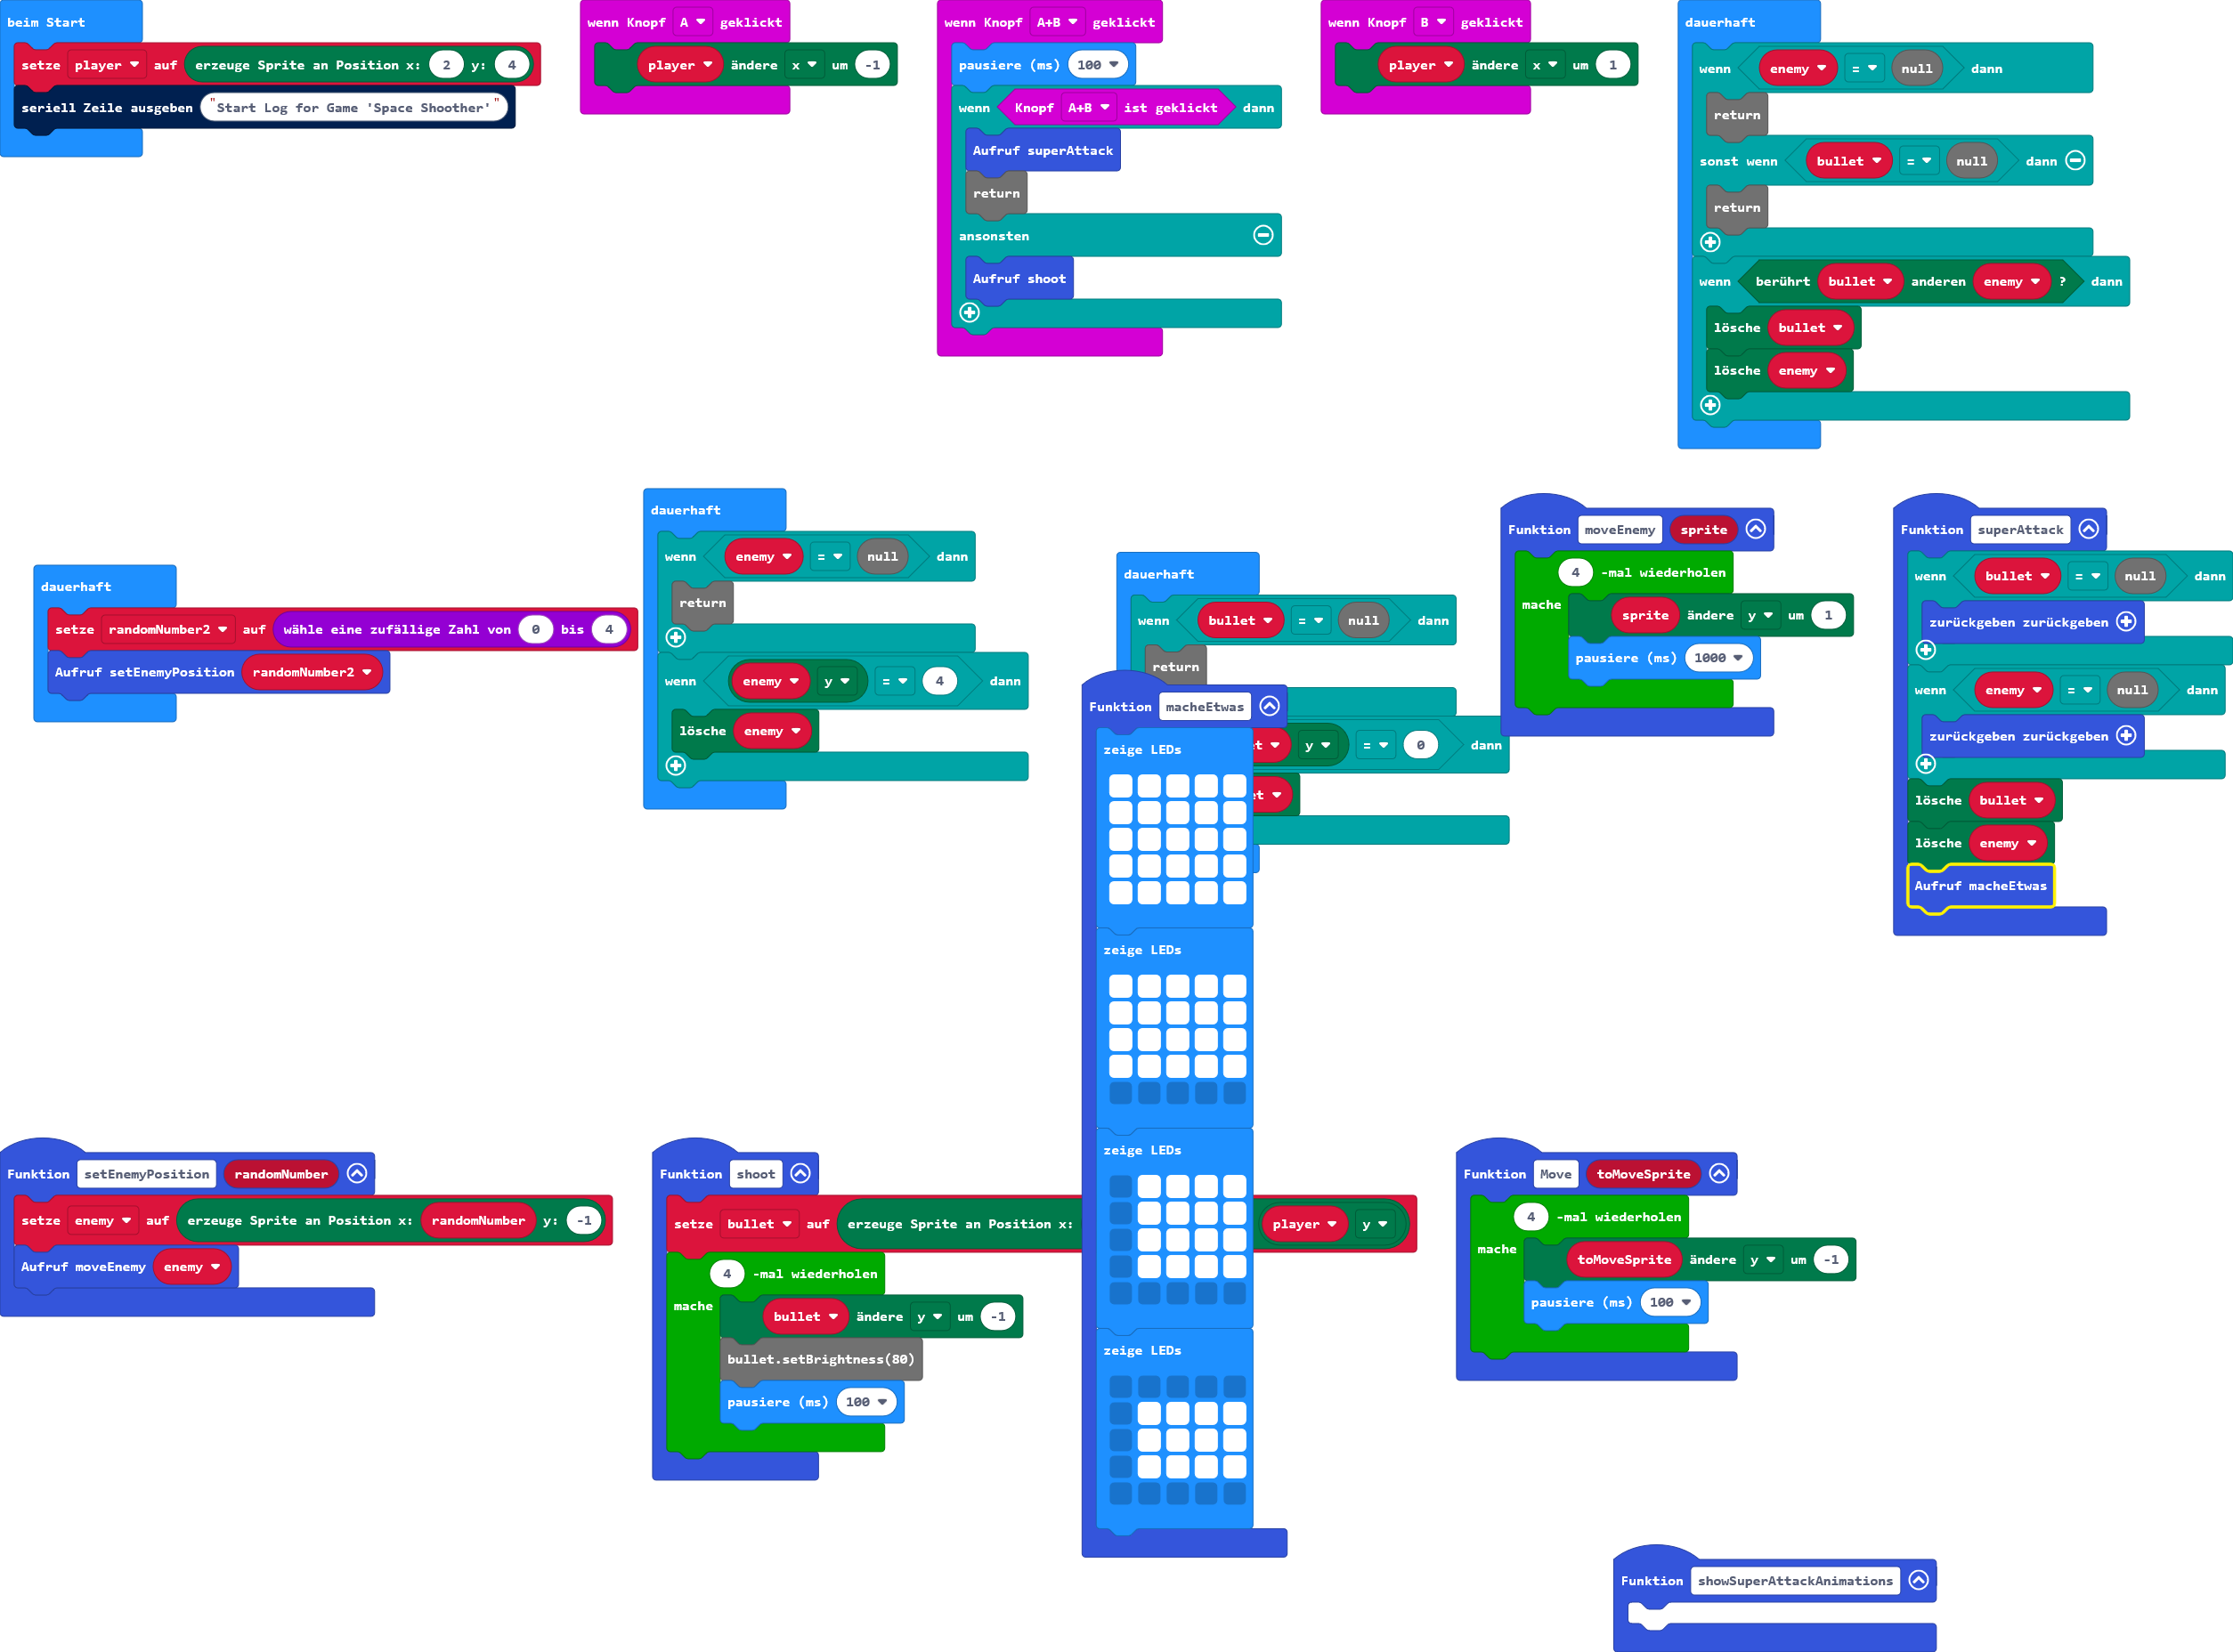 beim Start
setze player auf erzeuge Sprite an Position x: 2 y: 4
seriell Zeile ausgeben "Start Log for Game 'Space Shoother'"
wenn Knopf A geklickt
player ändere x um -1
wenn Knopf A+B geklickt
pausiere (ms) 100
wenn Knopf A+B ist geklickt dann
Aufruf superAttack
return
ansonsten
Aufruf shoot
wenn Knopf B geklickt
player ändere x um 1
dauerhaft
wenn enemy = null dann
return
sonst wenn bullet = null dann
return
wenn berührt bullet anderen enemy ? dann
lösche bullet
lösche enemy
dauerhaft
setze randomNumber2 auf wähle eine zufällige Zahl von 0 bis 4
Aufruf setEnemyPosition randomNumber2
dauerhaft
wenn enemy = null dann
return
wenn enemy y = 4 dann
lösche enemy
dauerhaft
wenn bullet = null dann
return
y = 0 dann
Funktion macheEtwas
zeige LEDs
zeige LEDs
zeige LEDs
zeige LEDs
Funktion moveEnemy sprite
4 -mal wiederholen
mache sprite ändere y um 1
pausiere (ms) 1000
Funktion superAttack
wenn bullet = null dann
zurückgeben zurückgeben
wenn enemy = null dann
zurückgeben zurückgeben
lösche bullet
lösche enemy
Aufruf macheEtwas
Funktion setEnemyPosition randomNumber
setze enemy auf erzeuge Sprite an Position x: randomNumber y: -1
Aufruf moveEnemy enemy
Funktion shoot
setze bullet auf erzeuge Sprite an Position x: player y
4 -mal wiederholen
mache bullet ändere y um -1
bullet.setBrightness(80)
pausiere (ms) 100
Funktion Move toMoveSprite
4 -mal wiederholen
mache toMoveSprite ändere y um -1
pausiere (ms) 100
Funktion showSuperAttackAnimations